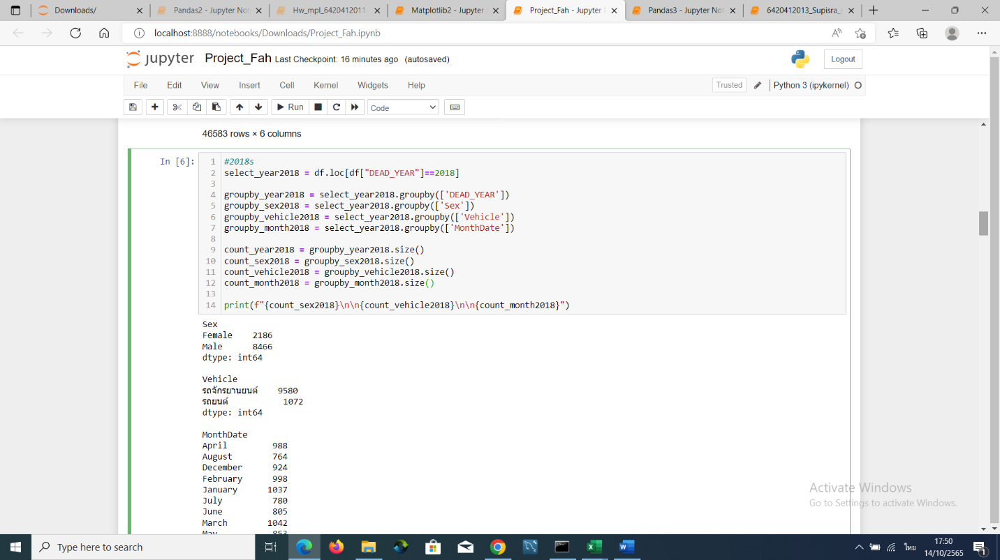 Downloads/
Pandas2 - Jupyter Not
Hw_mpl_6420412011
Matplotlib2 - Jupyter
Project_Fah - Jupyter
Pandas3 - Jupyter Not
6420412013_Supisra_
localhost:8888/notebooks/Downloads/Project_Fah.ipynb
jupyter Project_Fah Last Checkpoint: 16 minutes ago (autosaved)
Logout
File Edit View Insert Cell Kernel Widgets Help
Trusted Python 3 (ipykernel)
Run Code
46583 rows × 6 columns
In [6]:
1 #2018s
2 select_year2018 = df.loc[df["DEAD_YEAR"]==2018]
3
4 groupby_year2018 = select_year2018.groupby(['DEAD_YEAR'])
5 groupby_sex2018 = select_year2018.groupby(['Sex'])
6 groupby_vehicle2018 = select_year2018.groupby(['Vehicle'])
7 groupby_month2018 = select_year2018.groupby(['MonthDate'])
8
9 count_year2018 = groupby_year2018.size()
10 count_sex2018 = groupby_sex2018.size()
11 count_vehicle2018 = groupby_vehicle2018.size()
12 count_month2018 = groupby_month2018.size()
13
14 print(f"{count_sex2018}\n\n{count_vehicle2018}\n\n{count_month2018}")
Sex
Female 2186
Male 8466
dtype: int64
Vehicle
รถจักรยานยนต์ 9580
รถยนต์ 1072
dtype: int64
MonthDate
April 988
August 764
December 924
February 998
January 1037
July 780
June 805
March 1042
May 853
Activate Windows
Go to Settings to activate Windows.
Type here to search
ไทย
17:50
14/10/2565
1